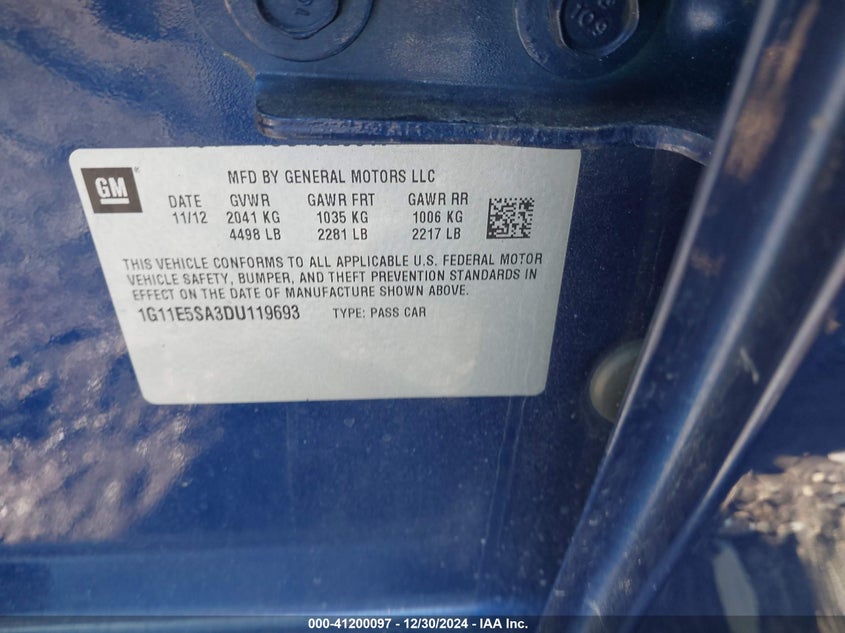 109
GM
MFD BY GENERAL MOTORS LLC
DATE GVWR GAWR FRT GAWR RR
11/12 2041 KG 1035 KG 1006 KG
4498 LB 2281 LB 2217 LB
THIS VEHICLE CONFORMS TO ALL APPLICABLE U.S. FEDERAL MOTOR
VEHICLE SAFETY, BUMPER, AND THEFT PREVENTION STANDARDS IN
EFFECT ON THE DATE OF MANUFACTURE SHOWN ABOVE.
1G11E5SA3DU119693 TYPE: PASS CAR
000-41200097 - 12/30/2024 - IAA Inc.